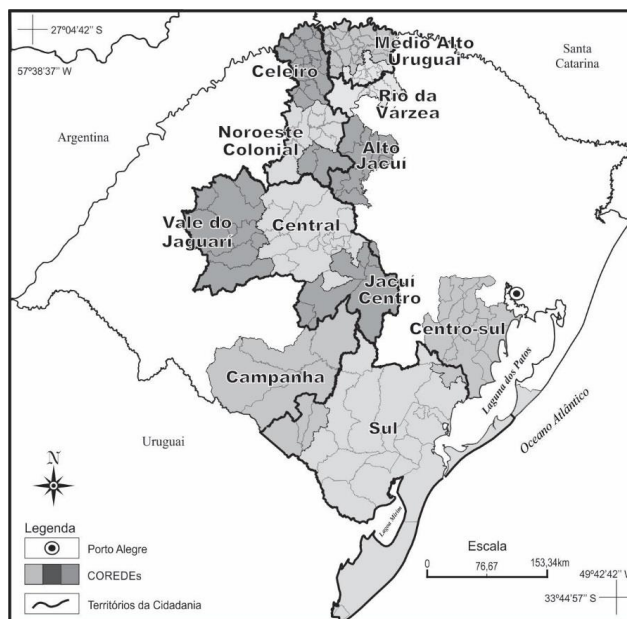 27°04'42" S
57°38'37" W
Médio Alto
Uruguai
Santa
Catarina
Celeiro
Rio da
Várzea
Argentina
Noroeste
Colonial
Alto
Jacuí
Vale do
Jaguari
Central
Jacuí
Centro
Centro-sul
Laguna dos Patos
Campanha
Sul
Oceano Atlântico
Uruguai
N
Lagoa Mirim
Legenda
Porto Alegre
COREDEs
Territórios da Cidadania
Escala
0
76,67
153,34km
49°42'42" W
33°44'57" S